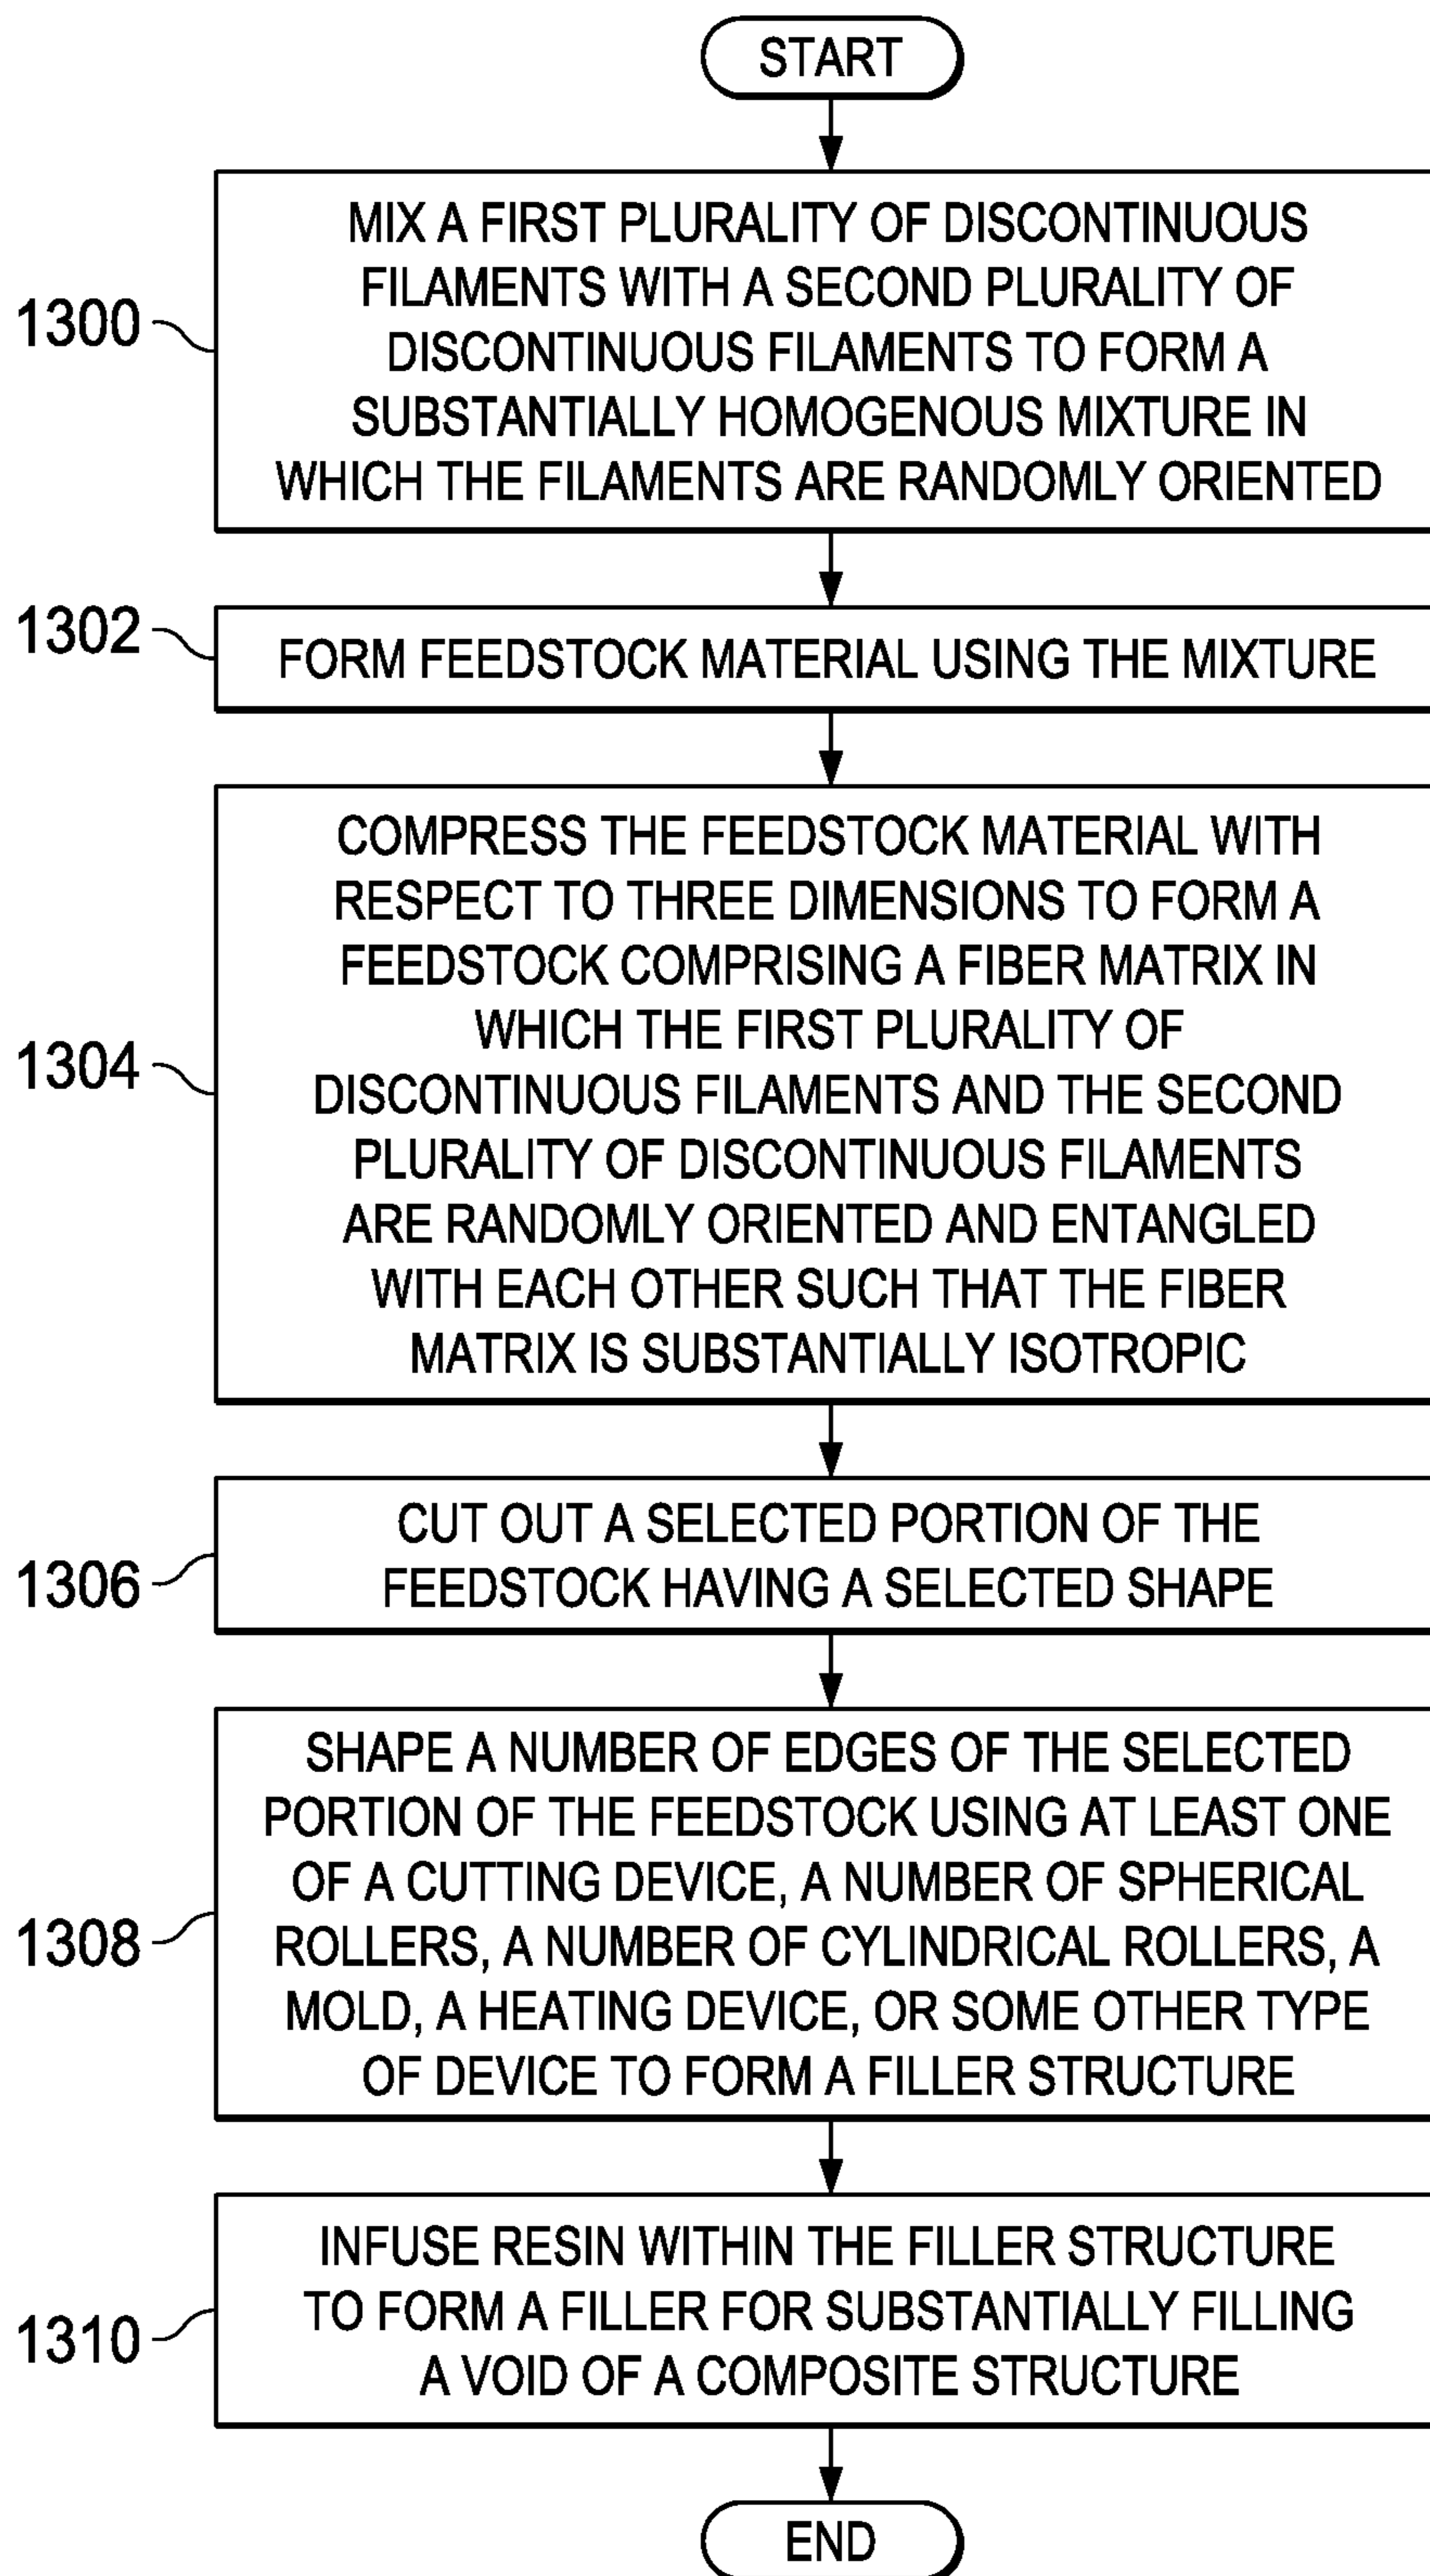 START
1300
MIX A FIRST PLURALITY OF DISCONTINUOUS
FILAMENTS WITH A SECOND PLURALITY OF
DISCONTINUOUS FILAMENTS TO FORM A
SUBSTANTIALLY HOMOGENOUS MIXTURE IN
WHICH THE FILAMENTS ARE RANDOMLY ORIENTED
1302
FORM FEEDSTOCK MATERIAL USING THE MIXTURE
1304
COMPRESS THE FEEDSTOCK MATERIAL WITH
RESPECT TO THREE DIMENSIONS TO FORM A
FEEDSTOCK COMPRISING A FIBER MATRIX IN
WHICH THE FIRST PLURALITY OF
DISCONTINUOUS FILAMENTS AND THE SECOND
PLURALITY OF DISCONTINUOUS FILAMENTS
ARE RANDOMLY ORIENTED AND ENTANGLED
WITH EACH OTHER SUCH THAT THE FIBER
MATRIX IS SUBSTANTIALLY ISOTROPIC
1306
CUT OUT A SELECTED PORTION OF THE
FEEDSTOCK HAVING A SELECTED SHAPE
1308
SHAPE A NUMBER OF EDGES OF THE SELECTED
PORTION OF THE FEEDSTOCK USING AT LEAST ONE
OF A CUTTING DEVICE, A NUMBER OF SPHERICAL
ROLLERS, A NUMBER OF CYLINDRICAL ROLLERS, A
MOLD, A HEATING DEVICE, OR SOME OTHER TYPE
OF DEVICE TO FORM A FILLER STRUCTURE
1310
INFUSE RESIN WITHIN THE FILLER STRUCTURE
TO FORM A FILLER FOR SUBSTANTIALLY FILLING
A VOID OF A COMPOSITE STRUCTURE
END